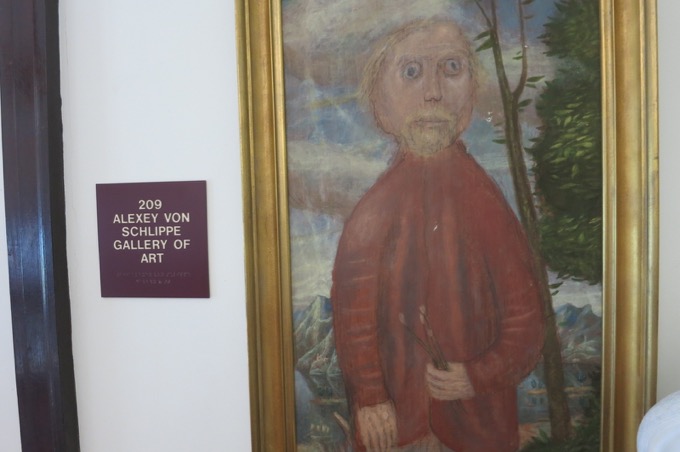 209
ALEXEY VON
SCHLIPPE
GALLERY OF
ART